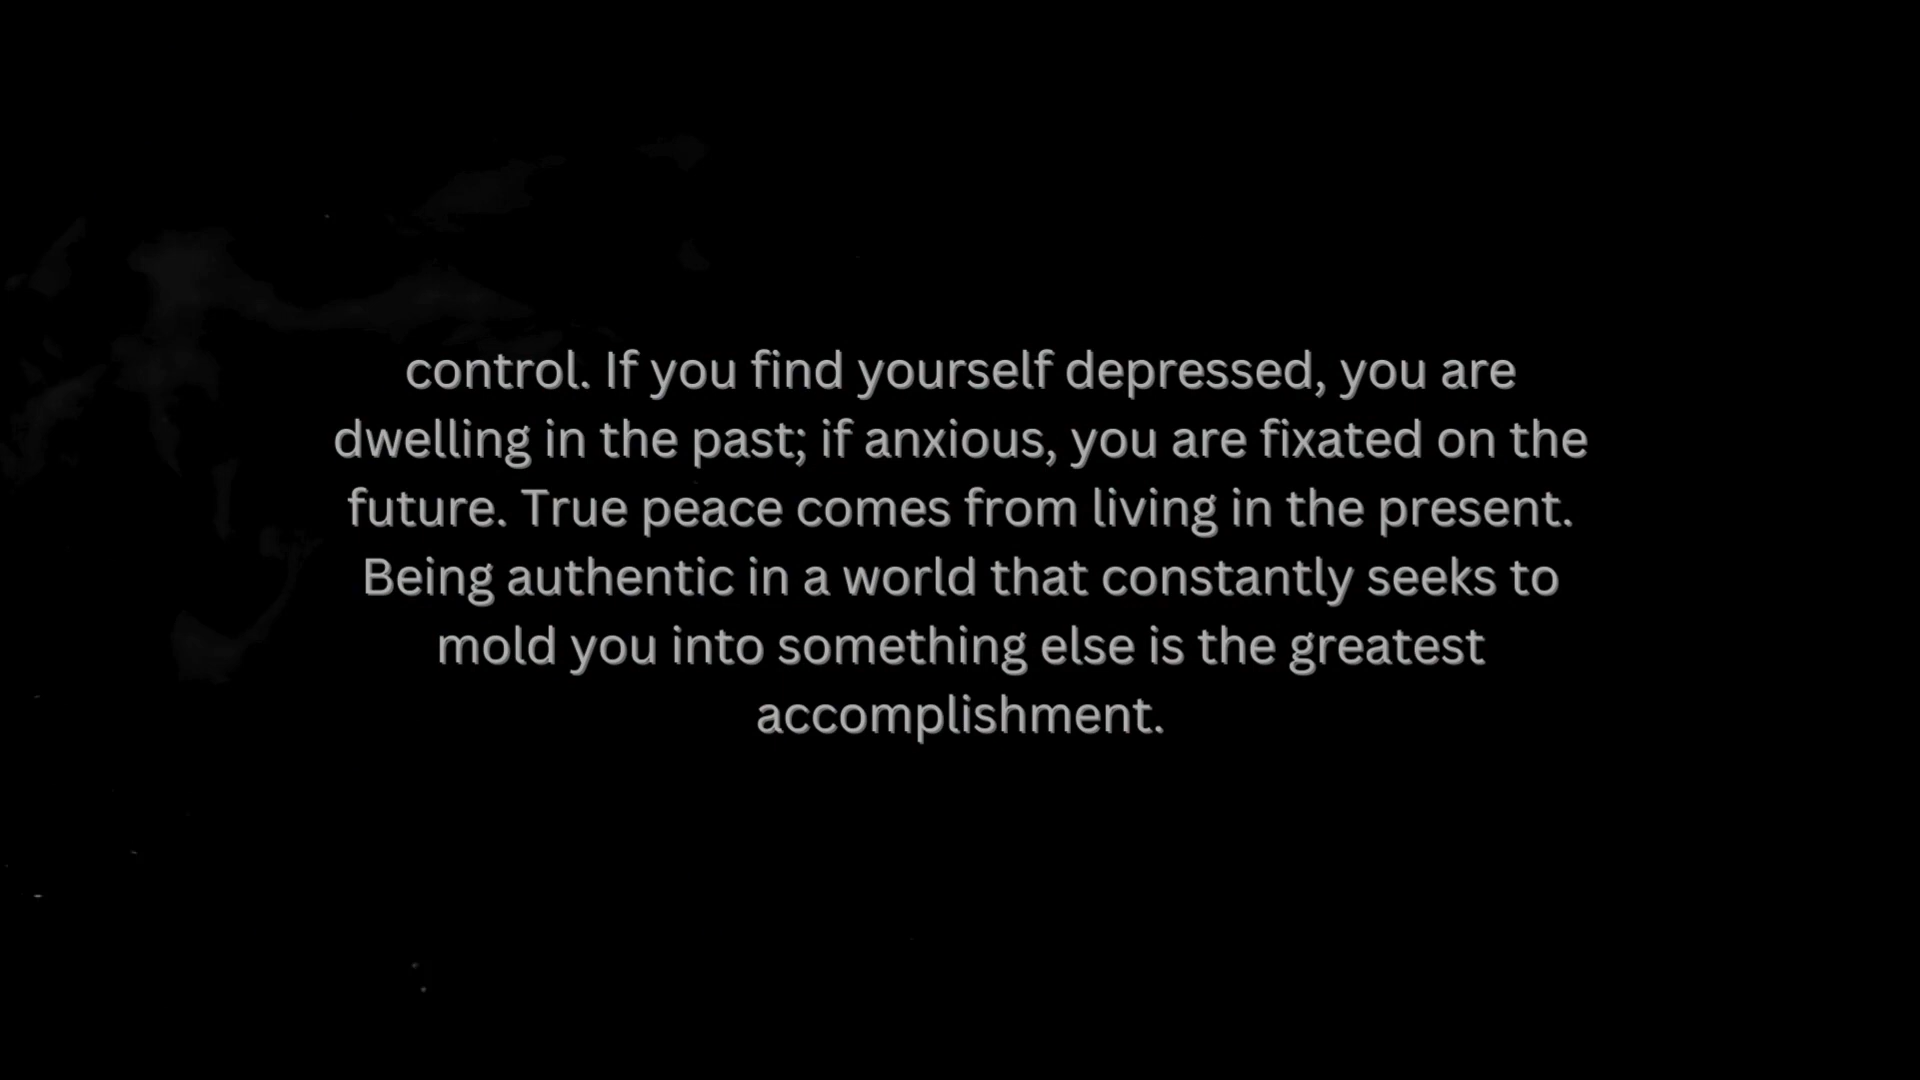 control. If you find yourself depressed, you are
dwelling in the past; if anxious, you are fixated on the
future. True peace comes from living in the present.
Being authentic in a world that constantly seeks to
mold you into something else is the greatest
accomplishment.